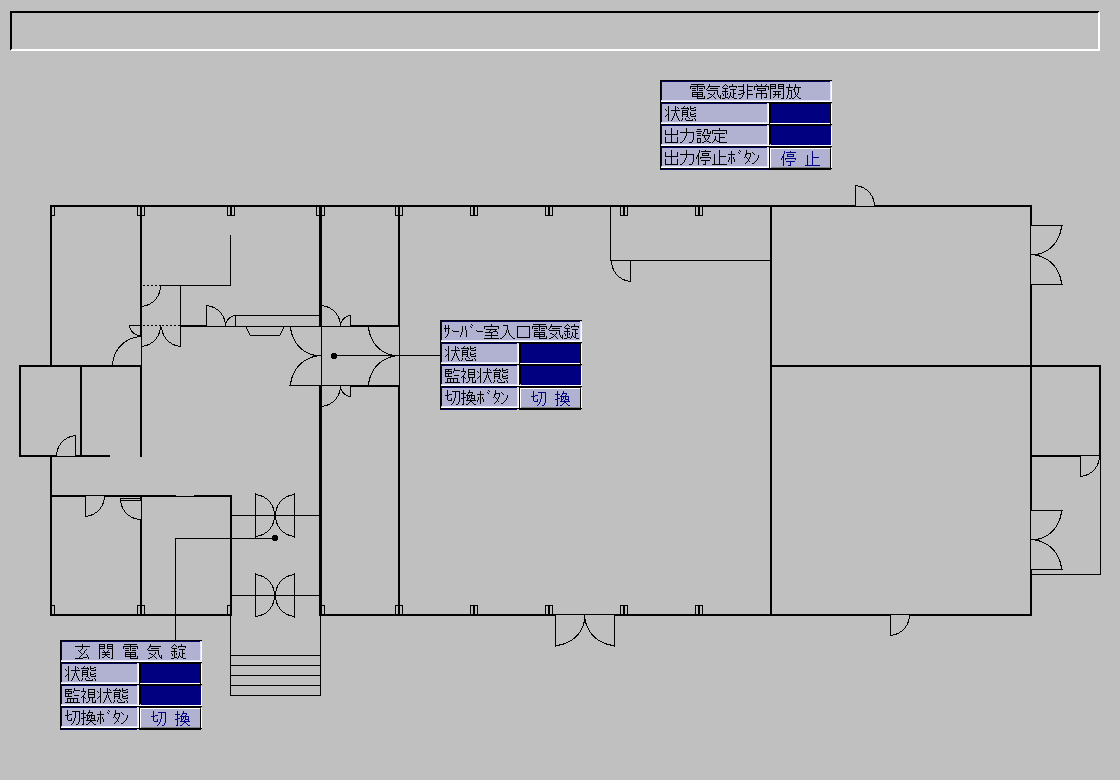 電気錠非常開放
状態
出力設定
出力停止ﾎﾞﾀﾝ 停 止
ｻｰﾊﾞｰ室入口電気錠
状態
監視状態
切換ﾎﾞﾀﾝ 切 換
玄 関 電 気 錠
状態
監視状態
切換ﾎﾞﾀﾝ 切 換